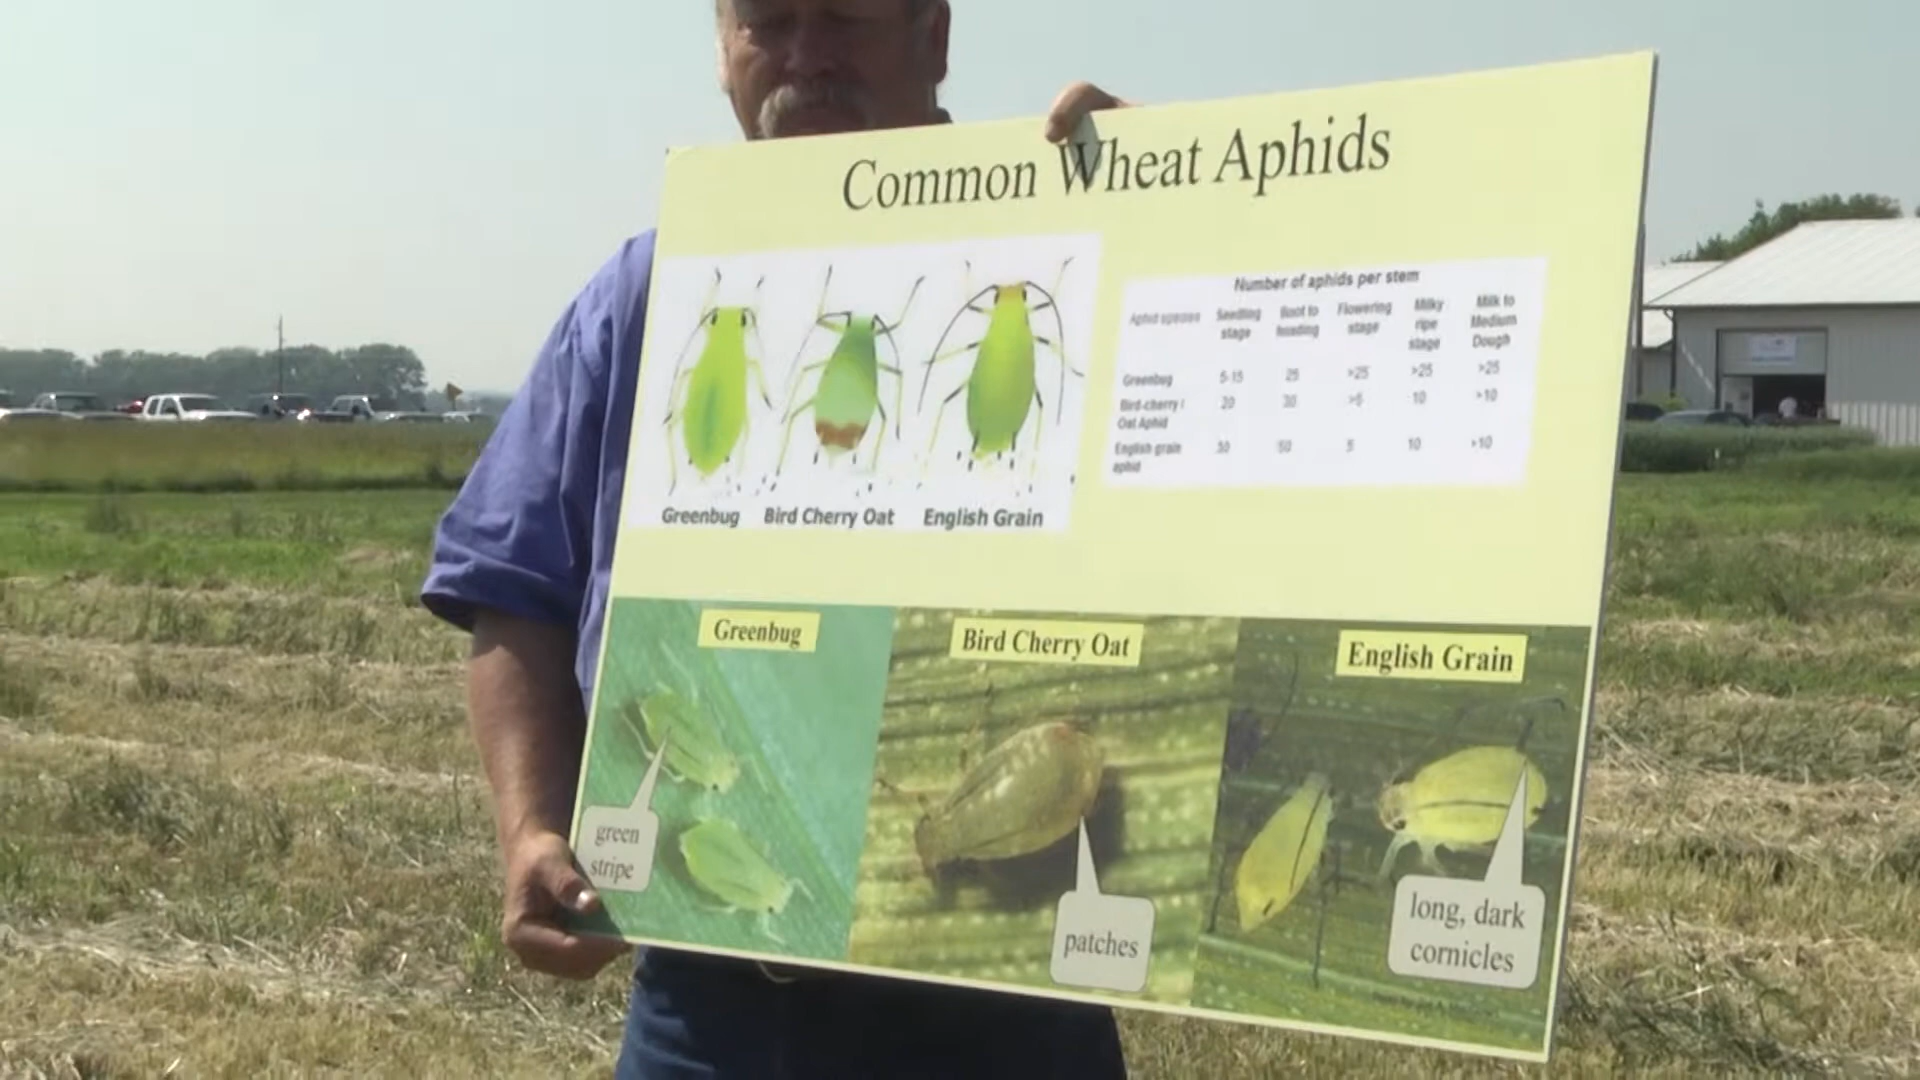 Common Wheat Aphids
Greenbug Bird Cherry Oat English Grain
Number of aphids per stem
Aphid species Seedling stage Boot to heading Flowering stage Milky ripe stage Milk to Medium Dough
Greenbug 5-15 25 >25 >25 >25
Bird-cherry / Oat Aphid 20 30 >5 10 >10
English grain aphid 50 5 10 >10
Greenbug
Bird Cherry Oat
English Grain
green
stripe
patches
long, dark
cornicles